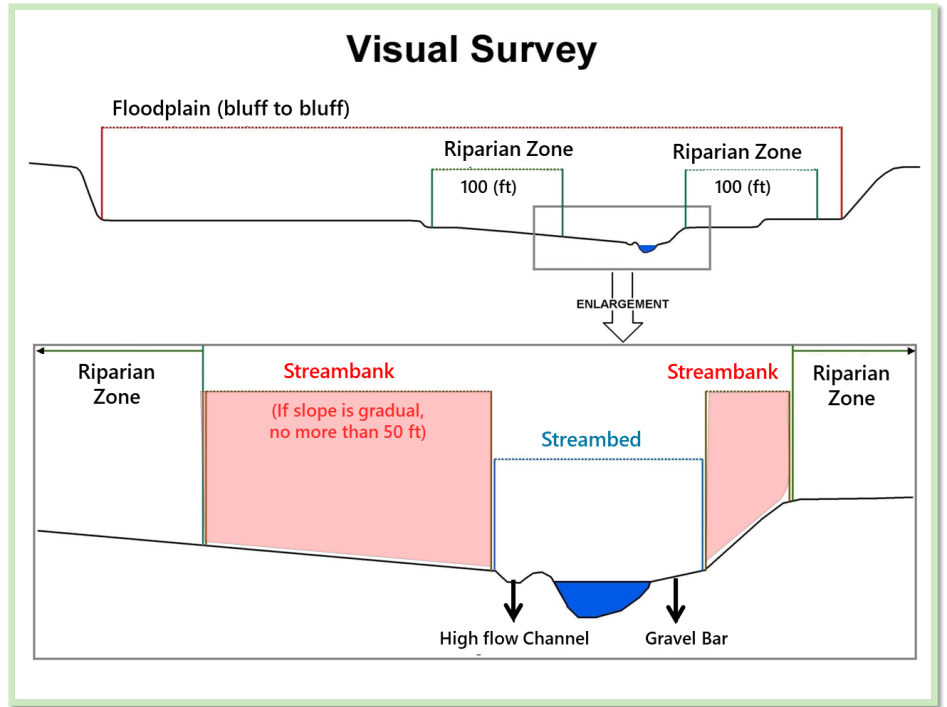 Visual Survey
Floodplain (bluff to bluff)
Riparian Zone
Riparian Zone
100 (ft)
100 (ft)
ENLARGEMENT
Riparian
Zone
Streambank
(If slope is gradual,
no more than 50 ft)
Streambed
Streambank
Riparian
Zone
High flow Channel
Gravel Bar